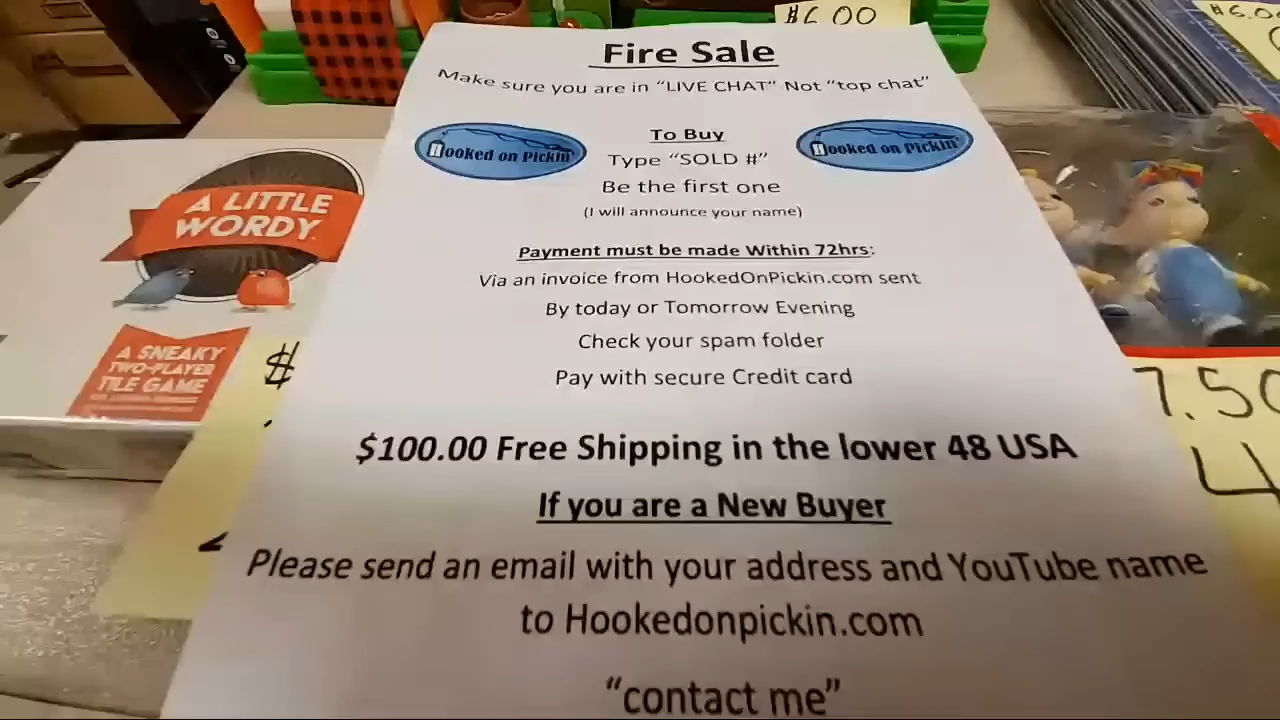 $6.00
$6.0
Fire Sale
Make sure you are in "LIVE CHAT" Not "top chat"
Hooked on Pickin'
To Buy
Hooked on Pickin'
Type "SOLD #"
Be the first one
(I will announce your name)
Payment must be made Within 72hrs:
Via an invoice from HookedOnPickin.com sent
By today or Tomorrow Evening
Check your spam folder
Pay with secure Credit card
$100.00 Free Shipping in the lower 48 USA
If you are a New Buyer
Please send an email with your address and YouTube name
to Hookedonpickin.com
"contact me"
A LITTLE
WORDY
A SNEAKY
TWO-PLAYER
TILE GAME
$
7.50
4